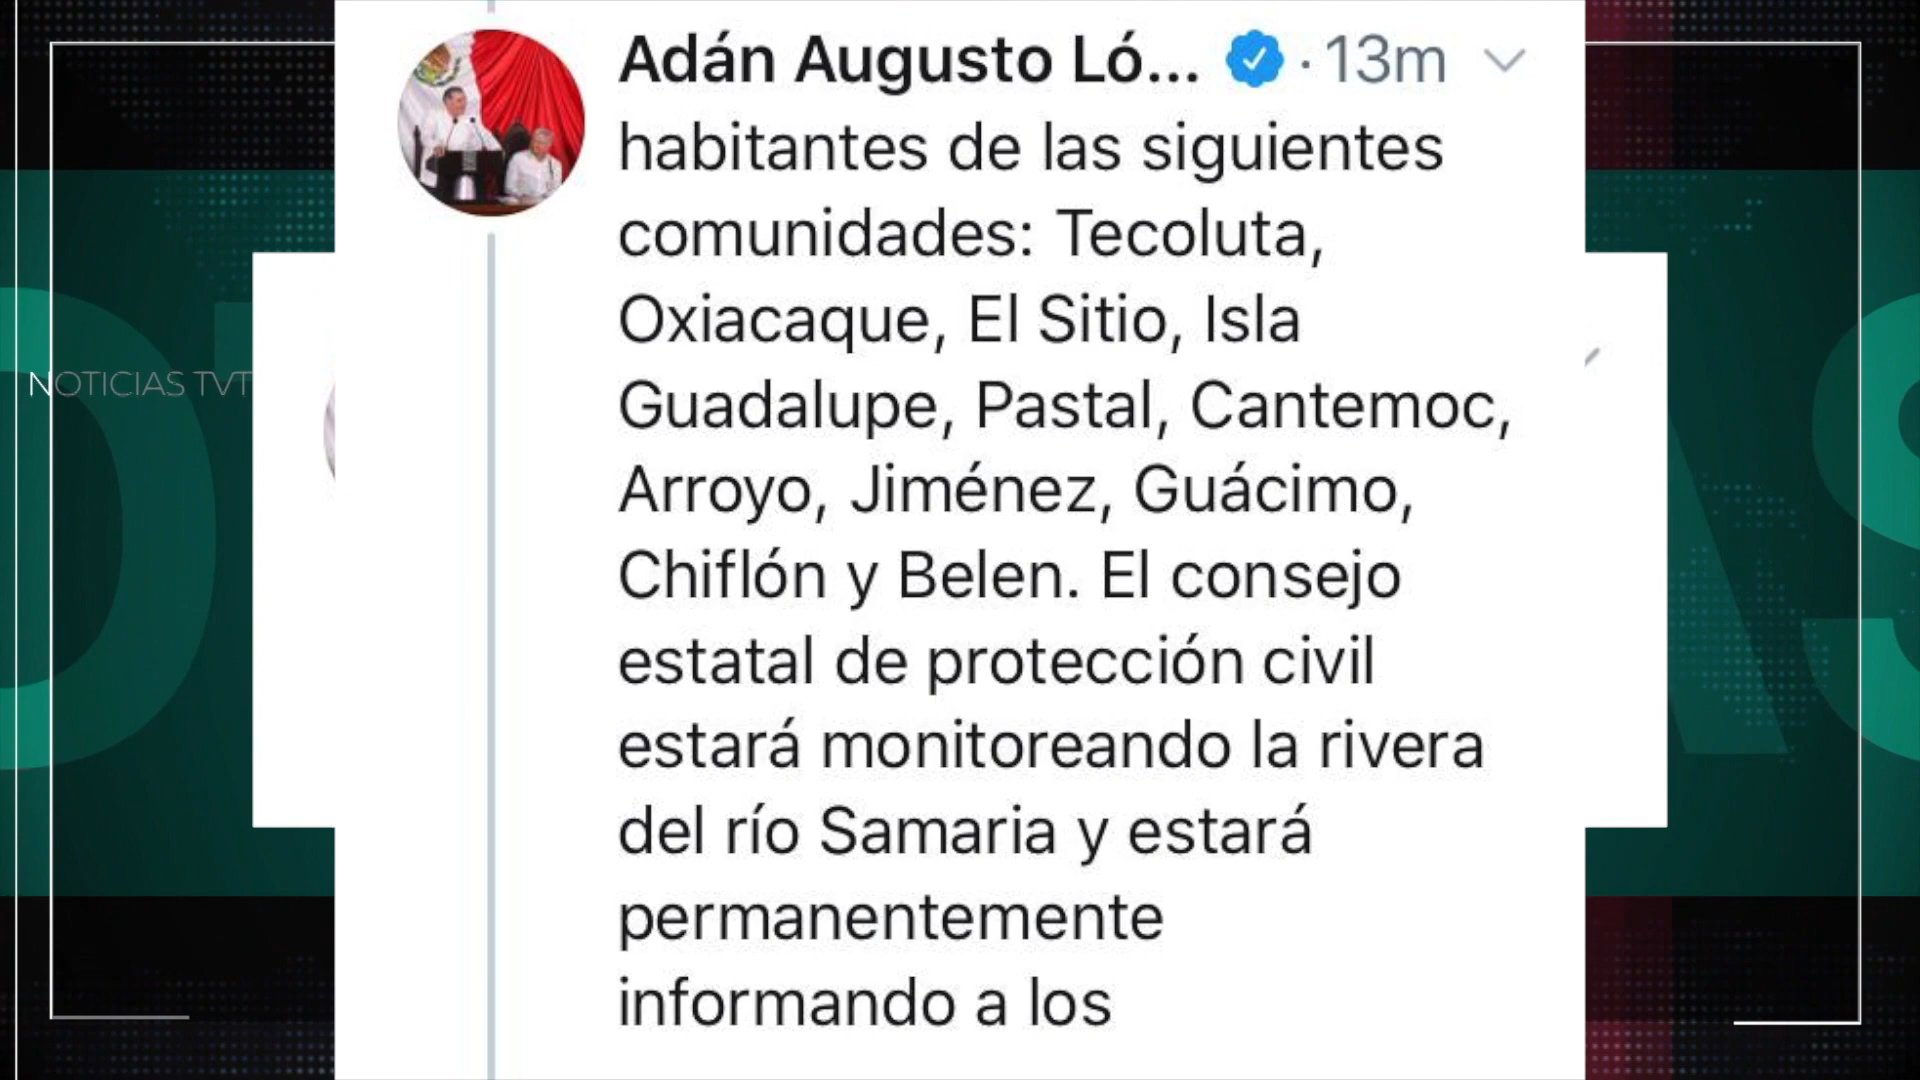 Adán Augusto Ló... · 13m
habitantes de las siguientes
comunidades: Tecoluta,
Oxiacaque, El Sitio, Isla
Guadalupe, Pastal, Cantemoc,
Arroyo, Jiménez, Guácimo,
Chiflón y Belen. El consejo
estatal de protección civil
estará monitoreando la rivera
del río Samaria y estará
permanentemente
informando a los
NOTICIAS TVT